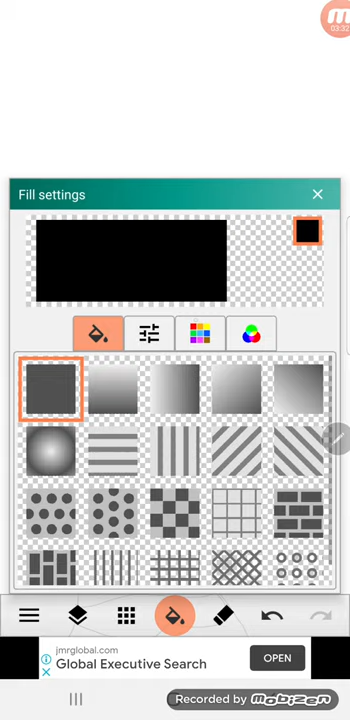 03:32
Fill settings
jmrglobal.com
Global Executive Search
OPEN
Recorded by MOBIZEN